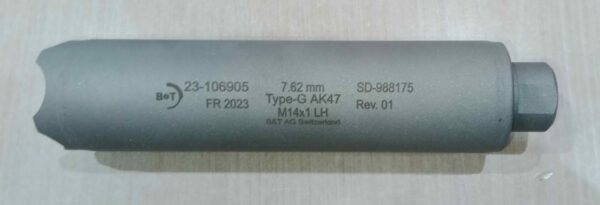 B&T
23-106905
FR 2023
7.62 mm
Type-G AK47
M14x1 LH
B&T AG Switzerland
SD-988175
Rev. 01